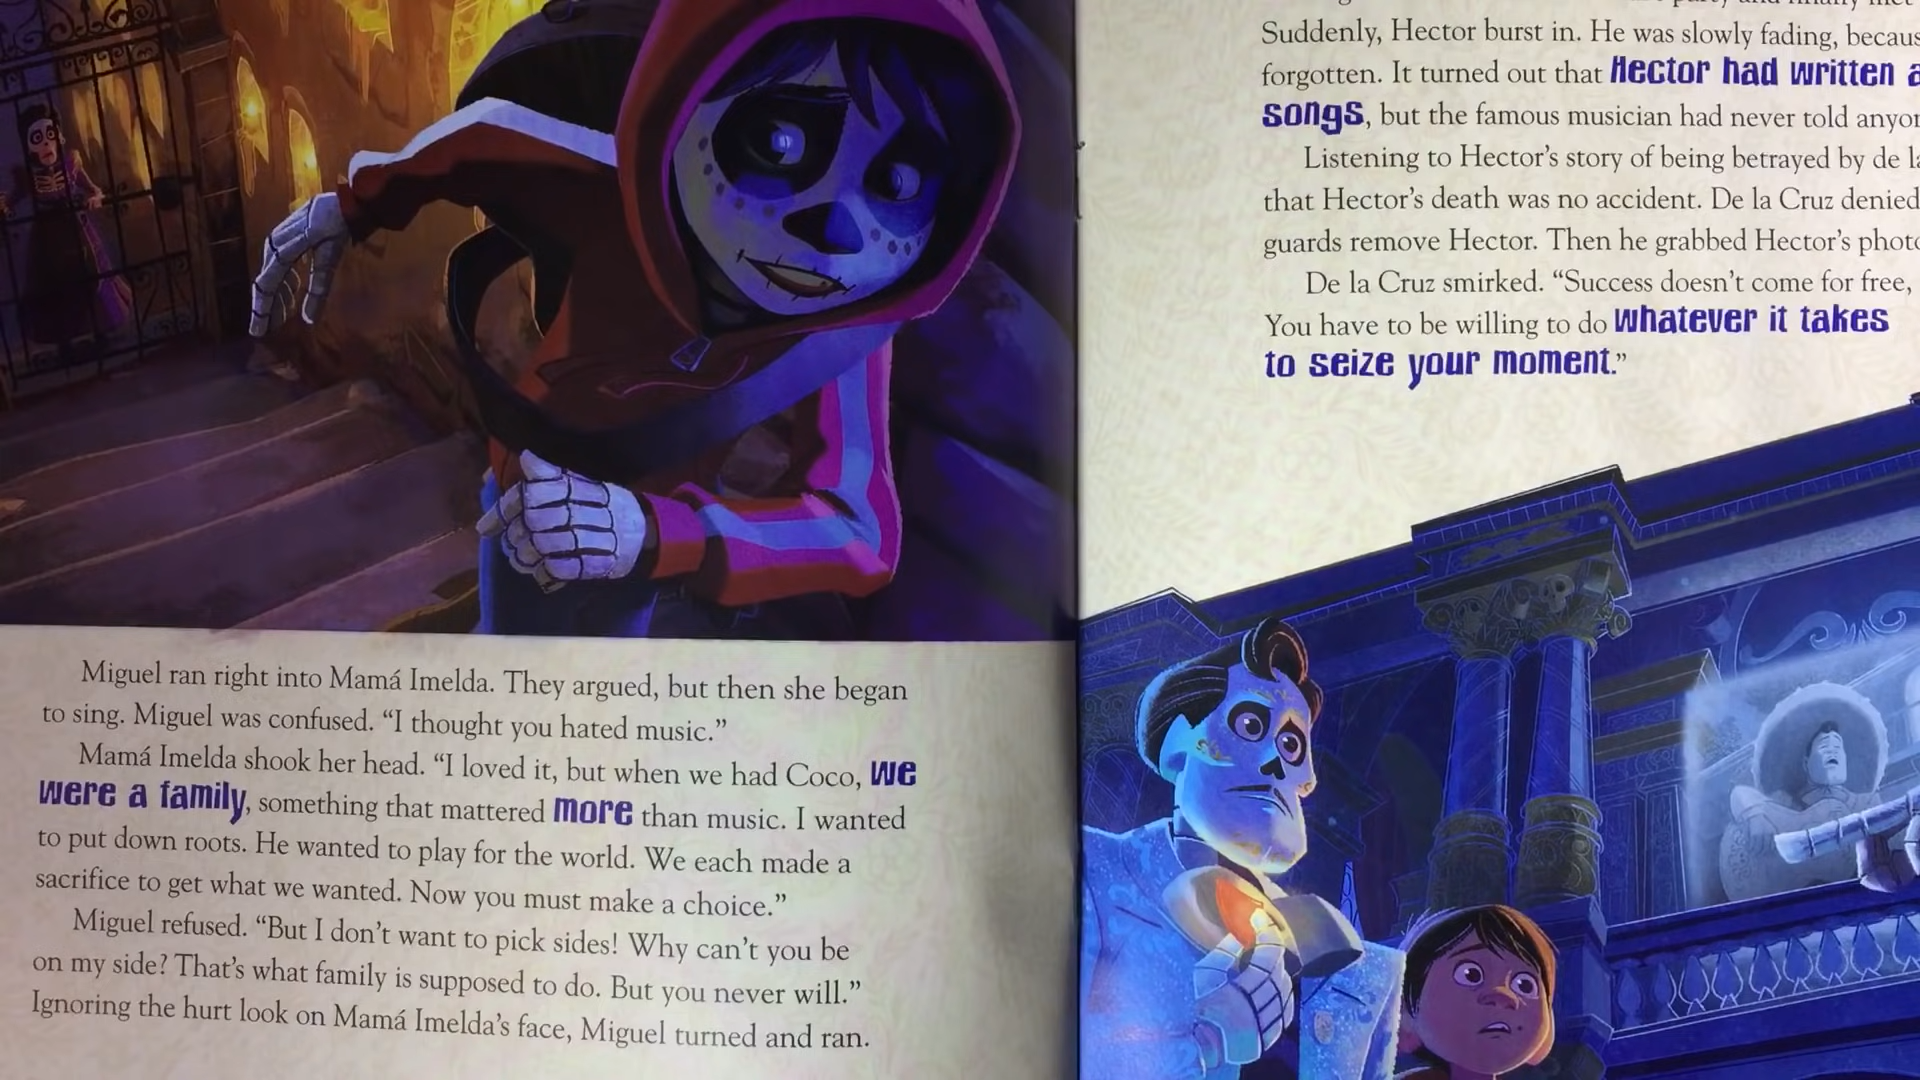 Miguel ran right into Mamá Imelda. They argued, but then she began
to sing. Miguel was confused. “I thought you hated music.”
Mamá Imelda shook her head. “I loved it, but when we had Coco, we
were a family, something that mattered more than music. I wanted
to put down roots. He wanted to play for the world. We each made a
sacrifice to get what we wanted. Now you must make a choice.”
Miguel refused. “But I don’t want to pick sides! Why can’t you be
on my side? That’s what family is supposed to do. But you never will.”
Ignoring the hurt look on Mamá Imelda’s face, Miguel turned and ran.
Suddenly, Hector burst in. He was slowly fading,
forgotten. It turned out that Hector had written
songs, but the famous musician had never told
Listening to Hector’s story of being betrayed by de
that Hector’s death was no accident. De la Cruz denied
guards remove Hector. Then he grabbed Hector’s
De la Cruz smirked. “Success doesn’t come for free,
You have to be willing to do whatever it takes
to seize your moment.”